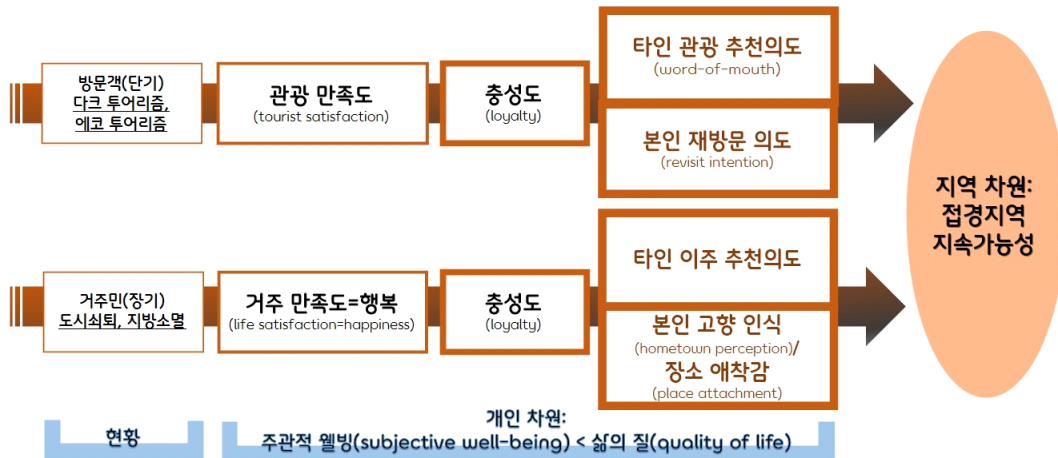 방문객(단기)
다크 투어리즘,
에코 투어리즘
관광 만족도
(tourist satisfaction)
충성도
(loyalty)
타인 관광 추천의도
(word-of-mouth)
본인 재방문 의도
(revisit intention)
거주민(장기)
도시쇠퇴, 지방소멸
거주 만족도=행복
(life satisfaction=happiness)
충성도
(loyalty)
타인 이주 추천의도
본인 고향 인식
(hometown perception)/
장소 애착감
(place attachment)
지역 차원:
접경지역
지속가능성
현황
개인 차원:
주관적 웰빙(subjective well-being) < 삶의 질(quality of life)